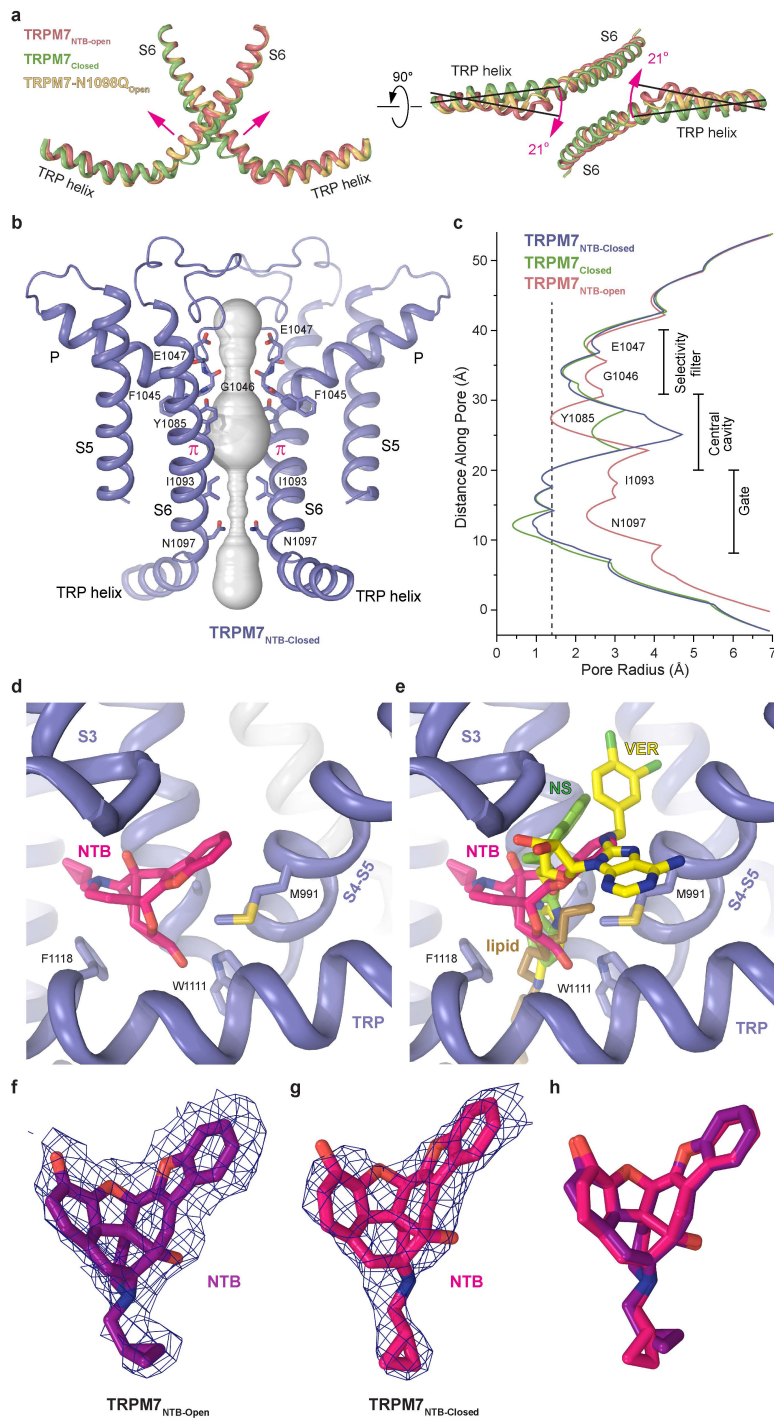 a
TRPM7NTB-open
TRPM7Closed
TRPM7-N1098QOpen
S6
S6
TRP helix
TRP helix
90°
TRP helix
21°
21°
S6
S6
TRP helix
b
P
P
E1047
E1047
G1046
F1045
F1045
Y1085
S5
S5
π
π
I1093
I1093
S6
S6
N1097
N1097
TRP helix
TRP helix
TRPM7NTB-Closed
c
TRPM7NTB-Closed
TRPM7Closed
TRPM7NTB-open
Distance Along Pore (Å)
50
40
30
20
10
0
E1047
G1046
Y1085
I1093
N1097
Selectivity filter
Central cavity
Gate
0 1 2 3 4 5 6 7
Pore Radius (Å)
d
S3
NTB
M991
S4-S5
F1118
W1111
TRP
e
S3
VER
NS
NTB
M991
S4-S5
lipid
F1118
W1111
TRP
f
NTB
TRPM7NTB-Open
g
NTB
TRPM7NTB-Closed
h